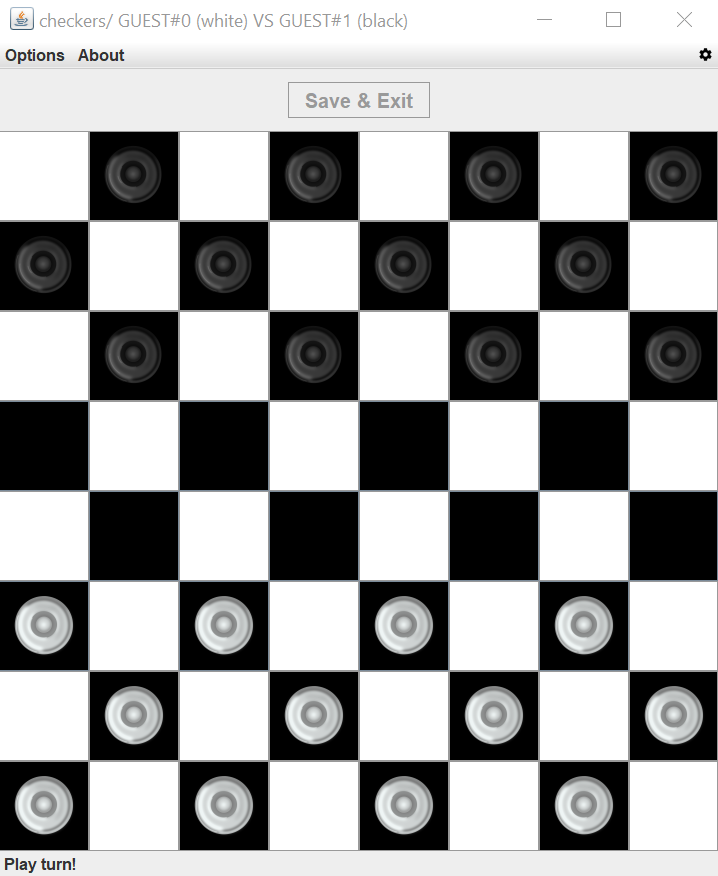 checkers/ GUEST#0 (white) VS GUEST#1 (black)
Options About
Save & Exit
Play turn!